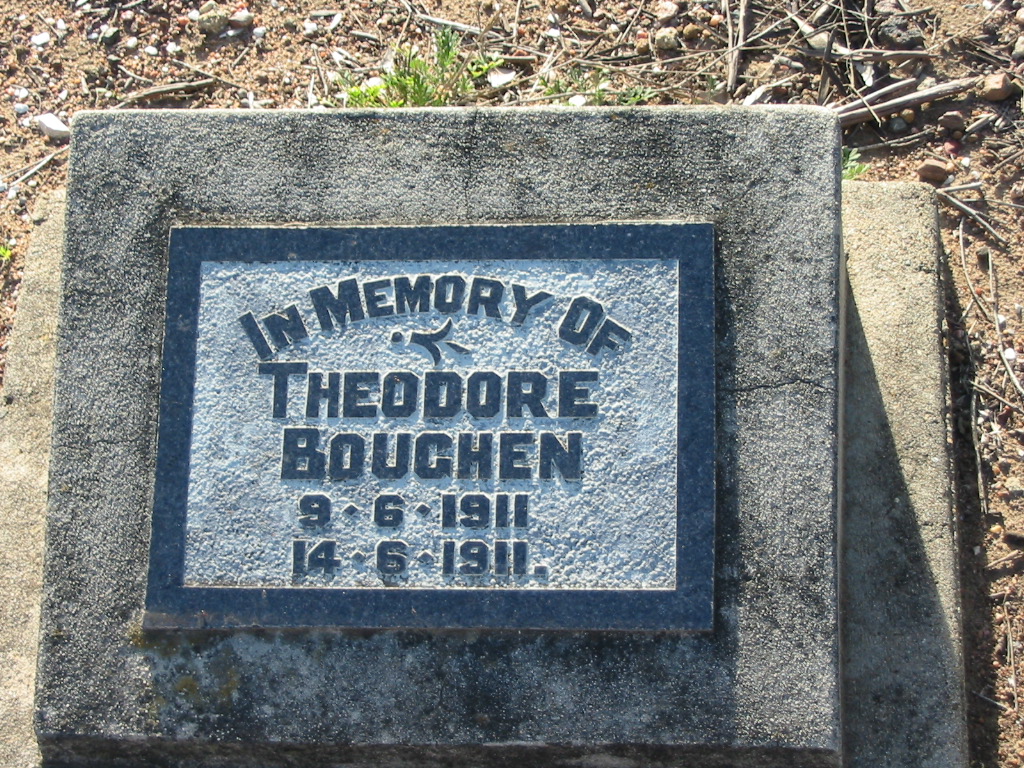 IN MEMORY OF
THEODORE
BOUGHEN
9·6·1911
14·6·1911.